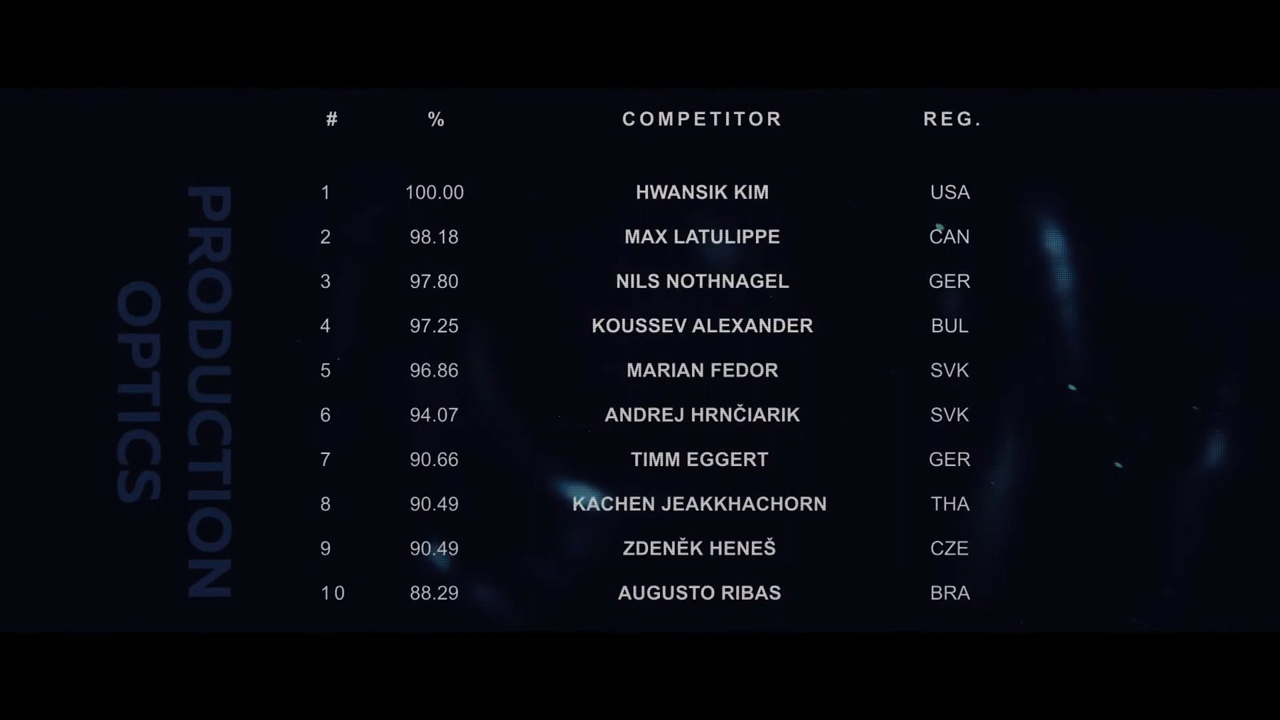 PRODUCTION
OPTICS
# % COMPETITOR REG.
1 100.00 HWANSIK KIM USA
2 98.18 MAX LATULIPPE CAN
3 97.80 NILS NOTHNAGEL GER
4 97.25 KOUSSEV ALEXANDER BUL
5 96.86 MARIAN FEDOR SVK
6 94.07 ANDREJ HRNČIARIK SVK
7 90.66 TIMM EGGERT GER
8 90.49 KACHEN JEAKKHACHORN THA
9 90.49 ZDENĚK HENEŠ CZE
10 88.29 AUGUSTO RIBAS BRA